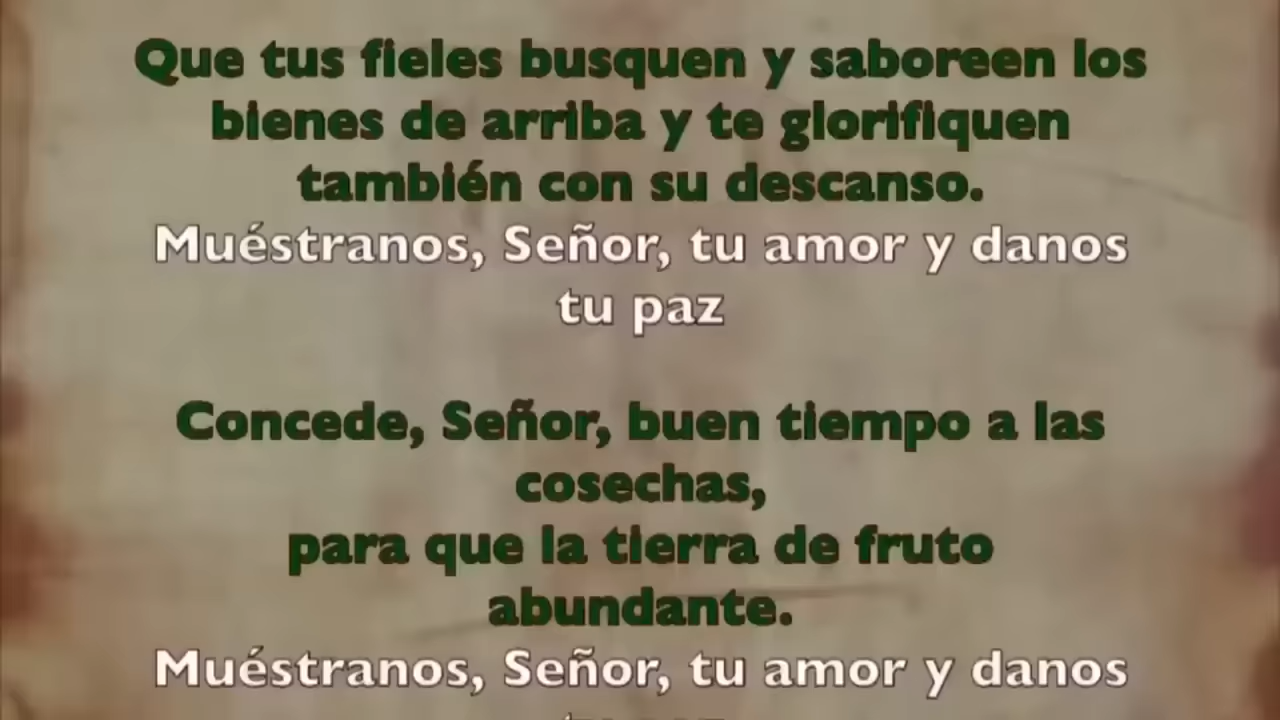 Que tus fieles busquen y saboreen los
bienes de arriba y te glorifiquen
también con su descanso.
Muéstranos, Señor, tu amor y danos
tu paz
Concede, Señor, buen tiempo a las
cosechas,
para que la tierra de fruto
abundante.
Muéstranos, Señor, tu amor y danos